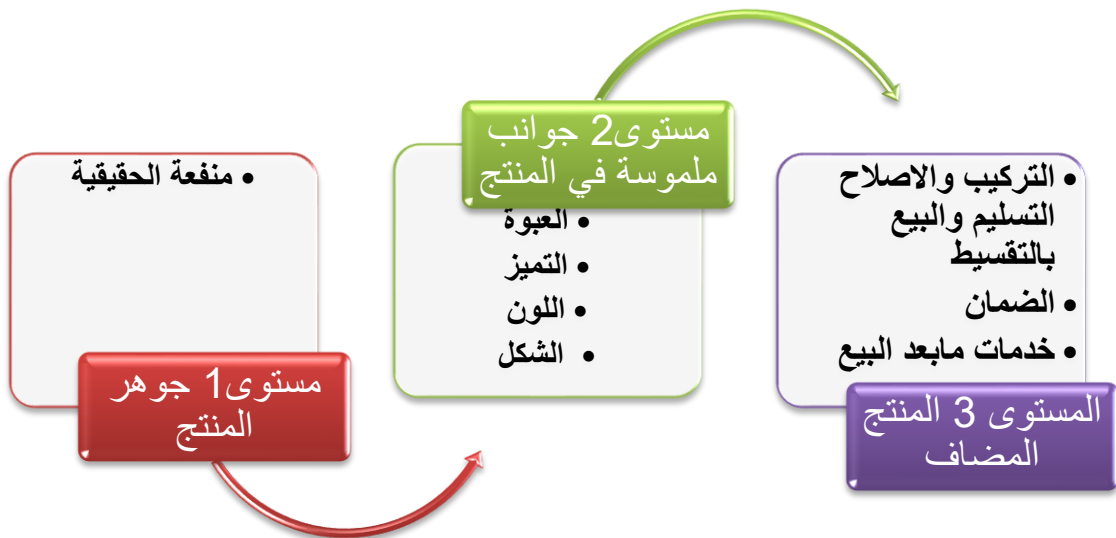 • منفعة الحقيقية
مستوى1 جوهر
المنتج
مستوى2 جوانب
ملموسة في المنتج
• العبوة
• التميز
• اللون
• الشكل
• التركيب والاصلاح
التسليم والبيع
بالتقسيط
• الضمان
• خدمات مابعد البيع
المستوى 3 المنتج
المضاف